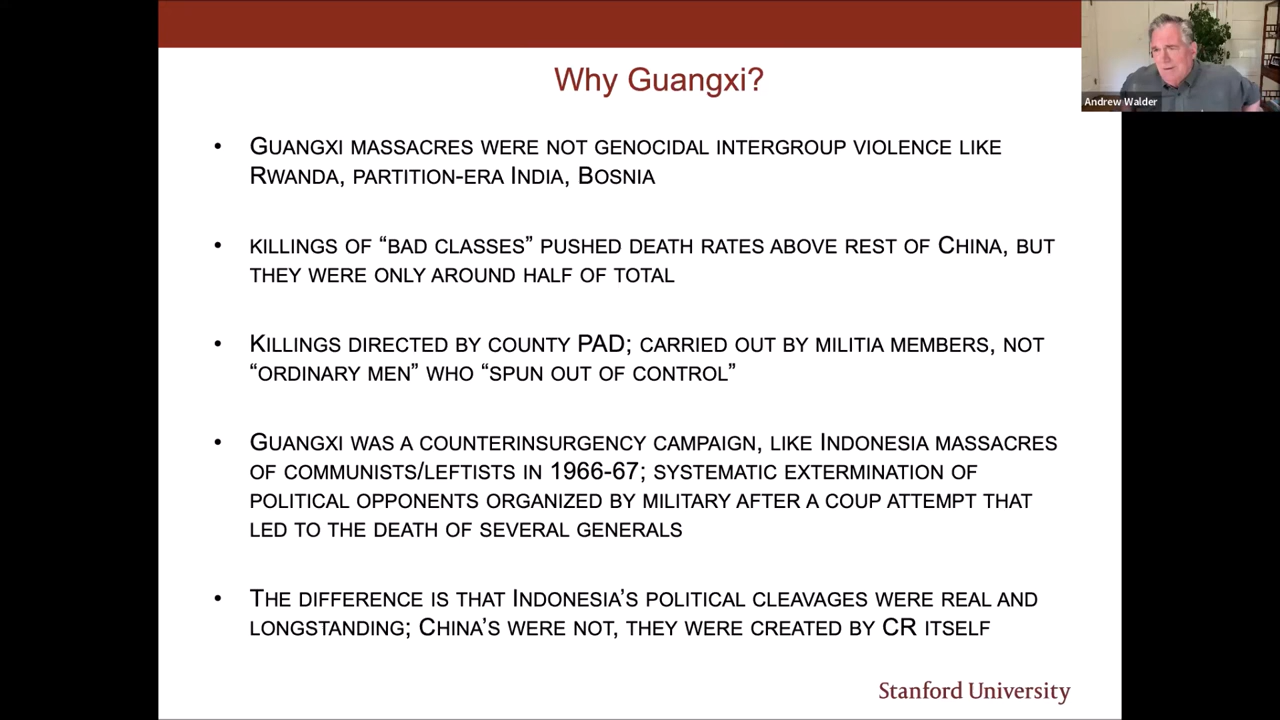 Why Guangxi?
Andrew Walder
• GUANGXI MASSACRES WERE NOT GENOCIDAL INTERGROUP VIOLENCE LIKE
RWANDA, PARTITION-ERA INDIA, BOSNIA
• KILLINGS OF “BAD CLASSES” PUSHED DEATH RATES ABOVE REST OF CHINA, BUT
THEY WERE ONLY AROUND HALF OF TOTAL
• KILLINGS DIRECTED BY COUNTY PAD; CARRIED OUT BY MILITIA MEMBERS, NOT
“ORDINARY MEN” WHO “SPUN OUT OF CONTROL”
• GUANGXI WAS A COUNTERINSURGENCY CAMPAIGN, LIKE INDONESIA MASSACRES
OF COMMUNISTS/LEFTISTS IN 1966-67; SYSTEMATIC EXTERMINATION OF
POLITICAL OPPONENTS ORGANIZED BY MILITARY AFTER A COUP ATTEMPT THAT
LED TO THE DEATH OF SEVERAL GENERALS
• THE DIFFERENCE IS THAT INDONESIA’S POLITICAL CLEAVAGES WERE REAL AND
LONGSTANDING; CHINA’S WERE NOT, THEY WERE CREATED BY CR ITSELF
Stanford University